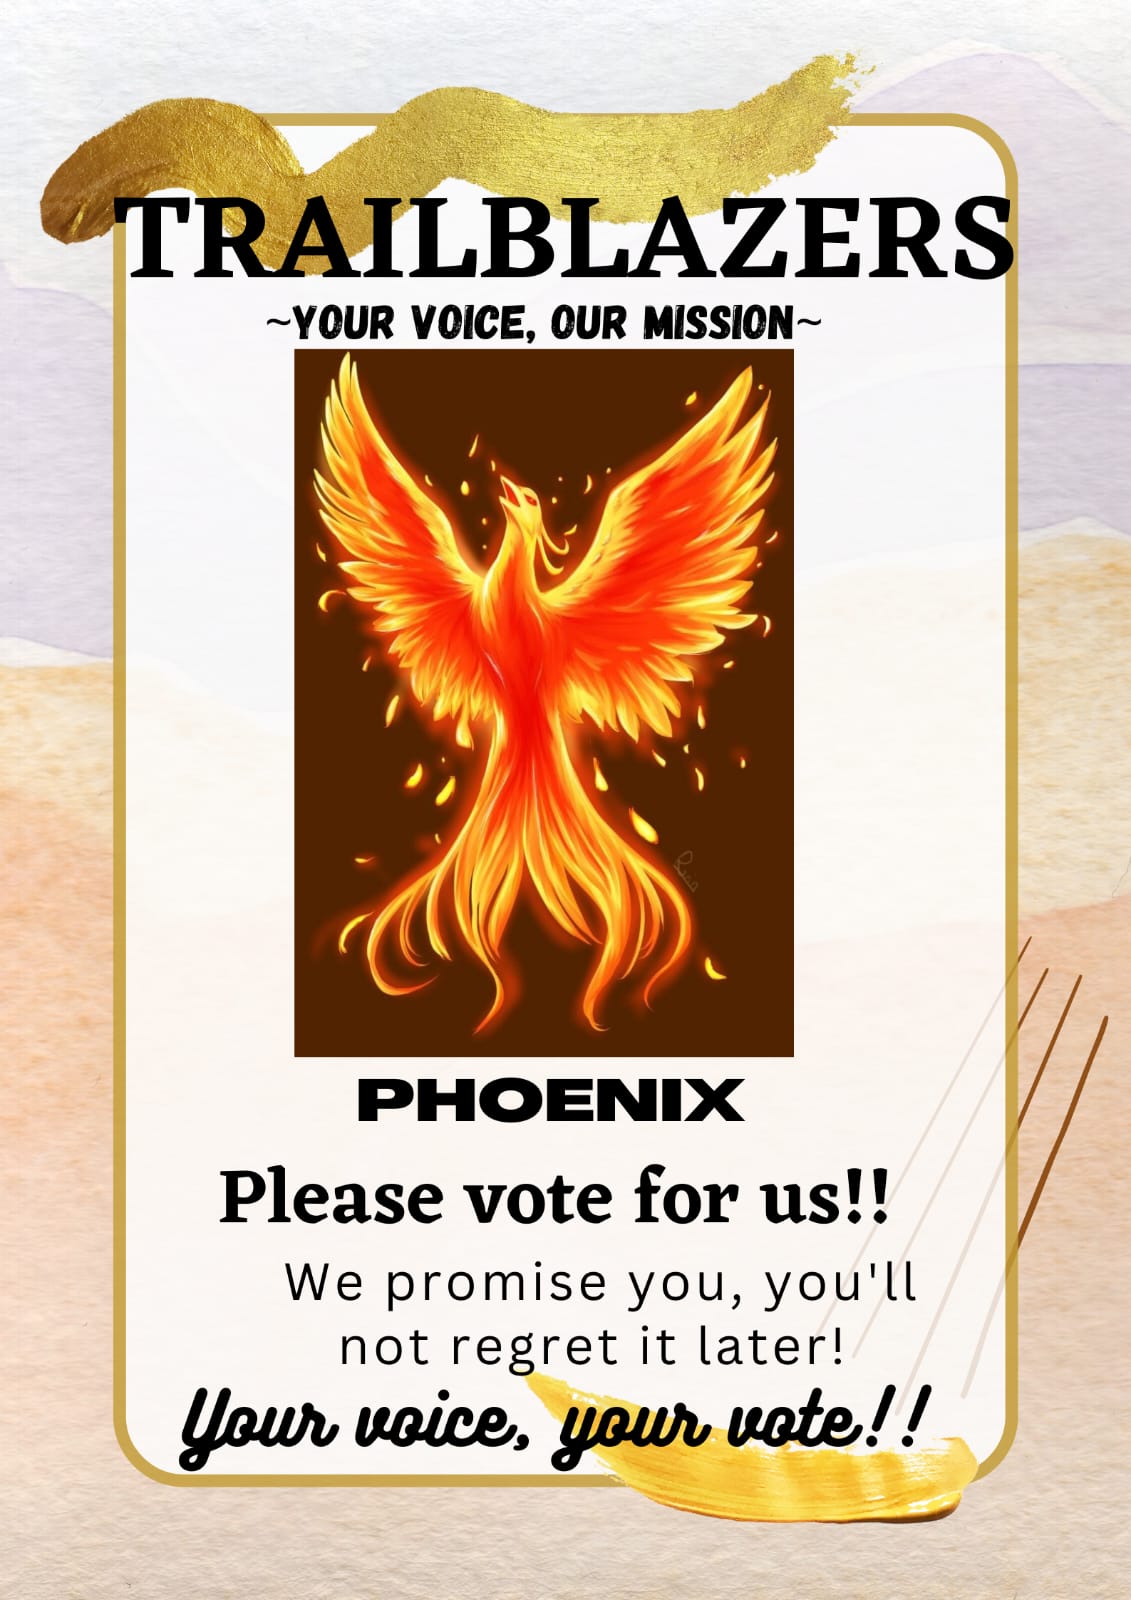 TRAILBLAZERS
~YOUR VOICE, OUR MISSION~
PHOENIX
Please vote for us!!
We promise you, you'll
not regret it later!
Your voice, your vote!!